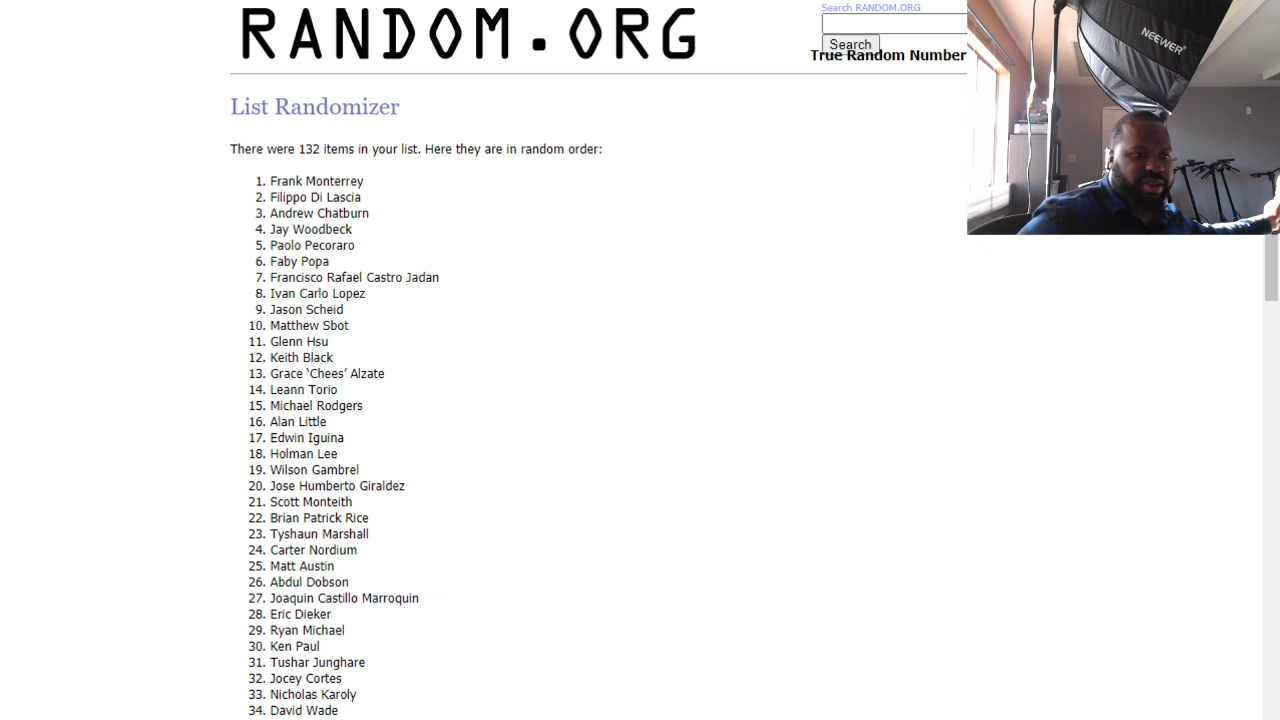 RANDOM.ORG
Search RANDOM.ORG
Search
True Random Number
NEEWER
List Randomizer
There were 132 items in your list. Here they are in random order:
1. Frank Monterrey
2. Filippo Di Lascia
3. Andrew Chatburn
4. Jay Woodbeck
5. Paolo Pecoraro
6. Faby Popa
7. Francisco Rafael Castro Jadan
8. Ivan Carlo Lopez
9. Jason Scheid
10. Matthew Sbot
11. Glenn Hsu
12. Keith Black
13. Grace ‘Chees’ Alzate
14. Leann Torio
15. Michael Rodgers
16. Alan Little
17. Edwin Iguina
18. Holman Lee
19. Wilson Gambrel
20. Jose Humberto Giraldez
21. Scott Monteith
22. Brian Patrick Rice
23. Tyshaun Marshall
24. Carter Nordium
25. Matt Austin
26. Abdul Dobson
27. Joaquin Castillo Marroquin
28. Eric Dieker
29. Ryan Michael
30. Ken Paul
31. Tushar Junghare
32. Jocey Cortes
33. Nicholas Karoly
34. David Wade